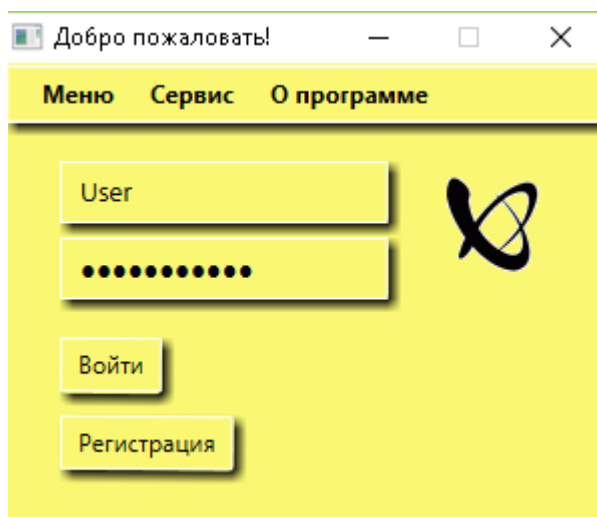 Добро пожаловать!
Меню Сервис О программе
User
●●●●●●●●●●●
Войти
Регистрация